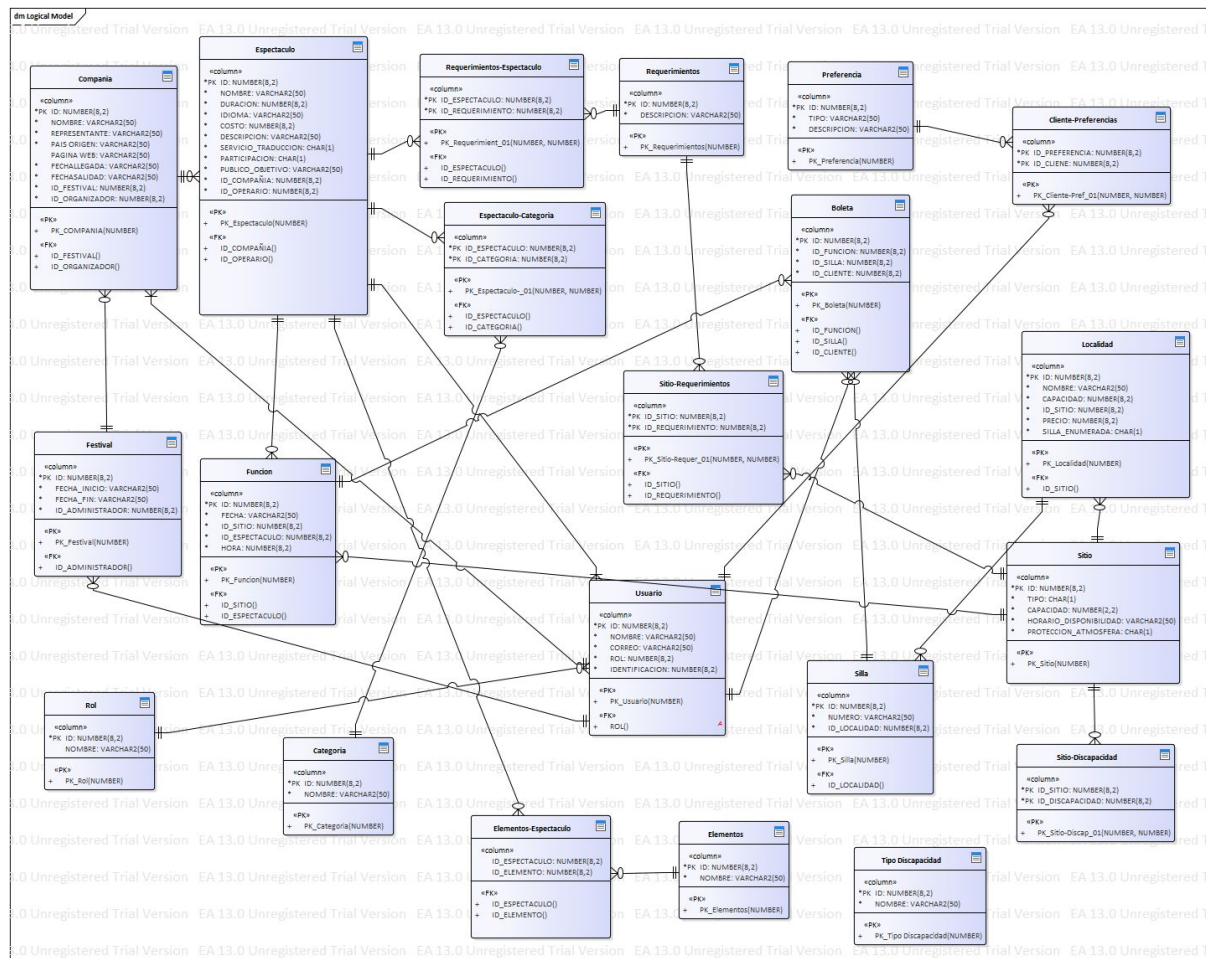 dm Logical Model
EA 13.0 Unregistered Trial Version
Compania
«column»
*PK ID: NUMBER(8,2)
* NOMBRE: VARCHAR2(50)
* REPRESENTANTE: VARCHAR2(50)
* PAIS ORIGEN: VARCHAR2(50)
PAGINA WEB: VARCHAR2(50)
* FECHALLEGADA: VARCHAR2(50)
* FECHASALIDAD: VARCHAR2(50)
* ID_FESTIVAL: NUMBER(8,2)
* ID_ORGANIZADOR: NUMBER(8,2)
«PK»
+ PK_COMPANIA(NUMBER)
«FK»
+ ID_FESTIVAL()
+ ID_ORGANIZADOR()
Espectaculo
«column»
*PK ID: NUMBER(8,2)
* NOMBRE: VARCHAR2(50)
* DURACION: NUMBER(8,2)
* IDIOMA: VARCHAR2(50)
* COSTO: NUMBER(8,2)
* DESCRIPCION: VARCHAR2(50)
* SERVICIO_TRADUCCION: CHAR(1)
* PARTICIPACION: CHAR(1)
* PUBLICO_OBJETIVO: VARCHAR2(50)
* ID_COMPAÑIA: NUMBER(8,2)
* ID_OPERARIO: NUMBER(8,2)
«PK»
+ PK_Espectaculo(NUMBER)
«FK»
+ ID_COMPAÑIA()
+ ID_OPERARIO()
Requerimientos-Espectaculo
«column»
*PK ID_ESPECTACULO: NUMBER(8,2)
*PK ID_REQUERIMIENTO: NUMBER(8,2)
«PK»
+ PK_Requerimient_01(NUMBER, NUMBER)
«FK»
+ ID_ESPECTACULO()
+ ID_REQUERIMIENTO()
Requerimientos
«column»
*PK ID: NUMBER(8,2)
* DESCRIPCION: VARCHAR2(50)
«PK»
+ PK_Requerimientos(NUMBER)
Preferencia
«column»
*PK ID: NUMBER(8,2)
* TIPO: VARCHAR2(50)
* DESCRIPCION: VARCHAR2(50)
«PK»
+ PK_Preferencia(NUMBER)
Cliente-Preferencias
«column»
*PK ID_PREFERENCIA: NUMBER(8,2)
*PK ID_CLIENE: NUMBER(8,2)
«PK»
+ PK_Cliente-Pref_01(NUMBER, NUMBER)
Espectaculo-Categoria
«column»
*PK ID_ESPECTACULO: NUMBER(8,2)
*PK ID_CATEGORIA: NUMBER(8,2)
«PK»
+ PK_Espectaculo-_01(NUMBER, NUMBER)
«FK»
+ ID_ESPECTACULO()
+ ID_CATEGORIA()
Boleta
«column»
*PK ID: NUMBER(8,2)
* ID_FUNCION: NUMBER(8,2)
* ID_SILLA: NUMBER(8,2)
* ID_CLIENTE: NUMBER(8,2)
«PK»
+ PK_Boleta(NUMBER)
«FK»
+ ID_FUNCION()
+ ID_SILLA()
+ ID_CLIENTE()
Localidad
«column»
*PK ID: NUMBER(8,2)
* NOMBRE: VARCHAR2(50)
* CAPACIDAD: NUMBER(8,2)
* ID_SITIO: NUMBER(8,2)
* PRECIO: NUMBER(8,2)
* SILLA_ENUMERADA: CHAR(1)
«PK»
+ PK_Localidad(NUMBER)
«FK»
+ ID_SITIO()
Sitio-Requerimientos
«column»
*PK ID_SITIO: NUMBER(8,2)
*PK ID_REQUERIMIENTO: NUMBER(8,2)
«PK»
+ PK_Sitio-Requer_01(NUMBER, NUMBER)
«FK»
+ ID_SITIO()
+ ID_REQUERIMIENTO()
Festival
«column»
*PK ID: NUMBER(8,2)
* FECHA_INICIO: VARCHAR2(50)
* FECHA_FIN: VARCHAR2(50)
* ID_ADMINISTRADOR: NUMBER(8,2)
«PK»
+ PK_Festival(NUMBER)
«FK»
+ ID_ADMINISTRADOR()
Funcion
«column»
*PK ID: NUMBER(8,2)
* FECHA: VARCHAR2(50)
* ID_SITIO: NUMBER(8,2)
* ID_ESPECTACULO: NUMBER(8,2)
* HORA: NUMBER(8,2)
«PK»
+ PK_Funcion(NUMBER)
«FK»
+ ID_SITIO()
+ ID_ESPECTACULO()
Usuario
«column»
*PK ID: NUMBER(8,2)
* NOMBRE: VARCHAR2(50)
* CORREO: VARCHAR2(50)
* ROL: NUMBER(8,2)
* IDENTIFICACION: NUMBER(8,2)
«PK»
+ PK_Usuario(NUMBER)
«FK»
+ ROL()
Sitio
«column»
*PK ID: NUMBER(8,2)
* TIPO: CHAR(1)
* CAPACIDAD: NUMBER(2,2)
* HORARIO_DISPONIBILIDAD: VARCHAR2(50)
* PROTECCION_ATMOSFERA: CHAR(1)
«PK»
+ PK_Sitio(NUMBER)
Silla
«column»
*PK ID: NUMBER(8,2)
* NUMERO: VARCHAR2(50)
* ID_LOCALIDAD: NUMBER(8,2)
«PK»
+ PK_Silla(NUMBER)
«FK»
+ ID_LOCALIDAD()
Rol
«column»
*PK ID: NUMBER(8,2)
NOMBRE: VARCHAR2(50)
«PK»
+ PK_Rol(NUMBER)
Categoria
«column»
*PK ID: NUMBER(8,2)
* NOMBRE: VARCHAR2(50)
«PK»
+ PK_Categoria(NUMBER)
Sitio-Discapacidad
«column»
*PK ID_SITIO: NUMBER(8,2)
*PK ID_DISCAPACIDAD: NUMBER(8,2)
«PK»
+ PK_Sitio-Discap_01(NUMBER, NUMBER)
Elementos-Espectaculo
«column»
ID_ESPECTACULO: NUMBER(8,2)
ID_ELEMENTO: NUMBER(8,2)
«FK»
+ ID_ESPECTACULO()
+ ID_ELEMENTO()
Elementos
«column»
*PK ID: NUMBER(8,2)
* NOMBRE: VARCHAR2(50)
«PK»
+ PK_Elementos(NUMBER)
Tipo Discapacidad
«column»
*PK ID: NUMBER(8,2)
* NOMBRE: VARCHAR2(50)
«PK»
+ PK_Tipo Discapacidad(NUMBER)